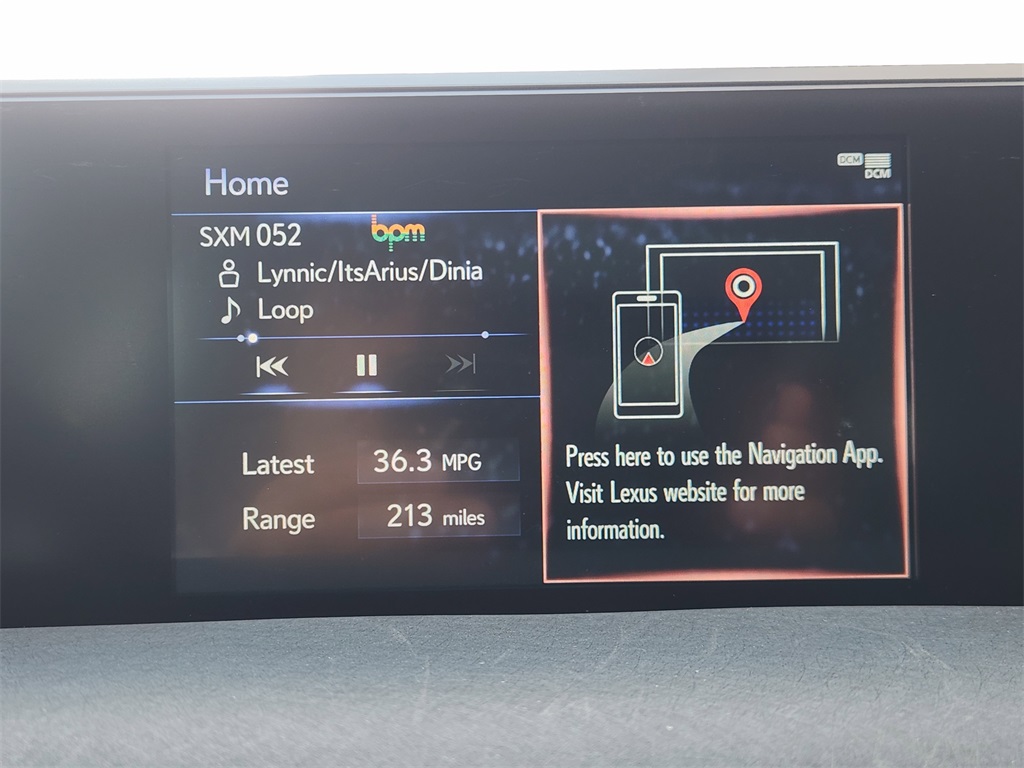 Home
DCM
DCM
SXM 052 bpm
Lynnic/ItsArius/Dinia
Loop
Latest 36.3 MPG
Range 213 miles
Press here to use the Navigation App.
Visit Lexus website for more
information.